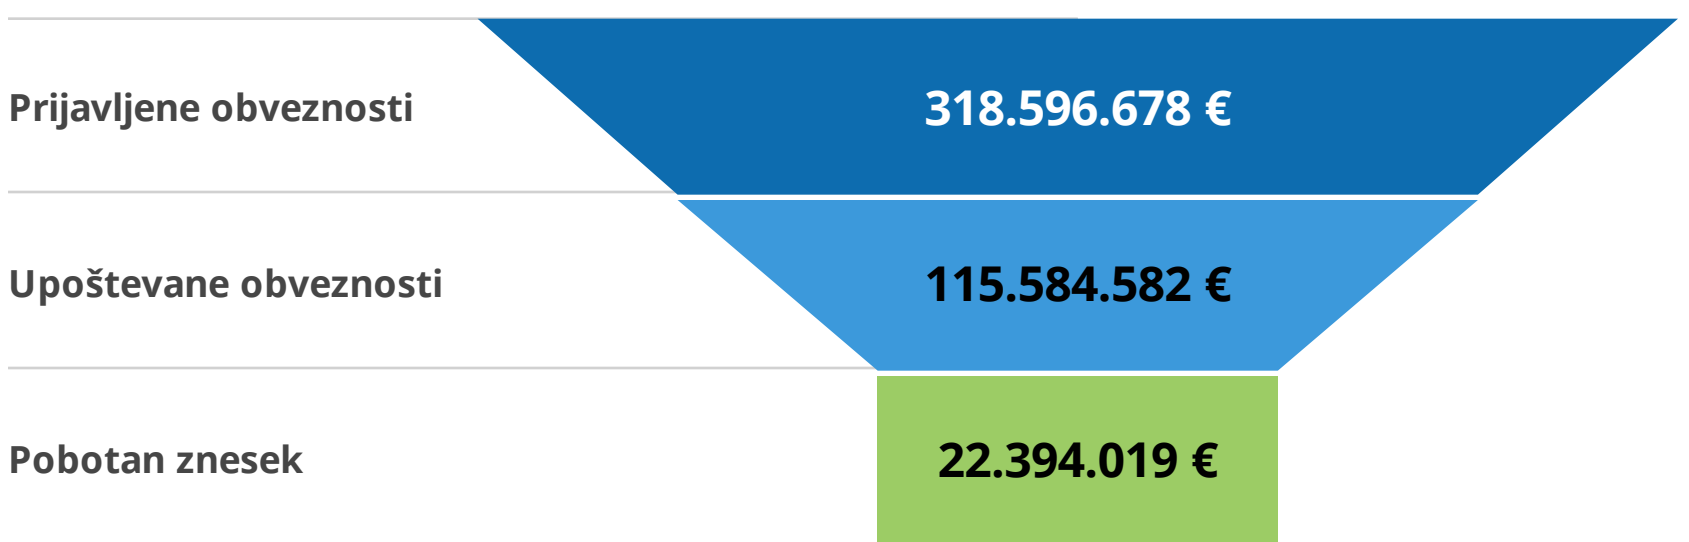 Prijavljene obveznosti
318.596.678 €
Upoštevane obveznosti
115.584.582 €
Pobotan znesek
22.394.019 €